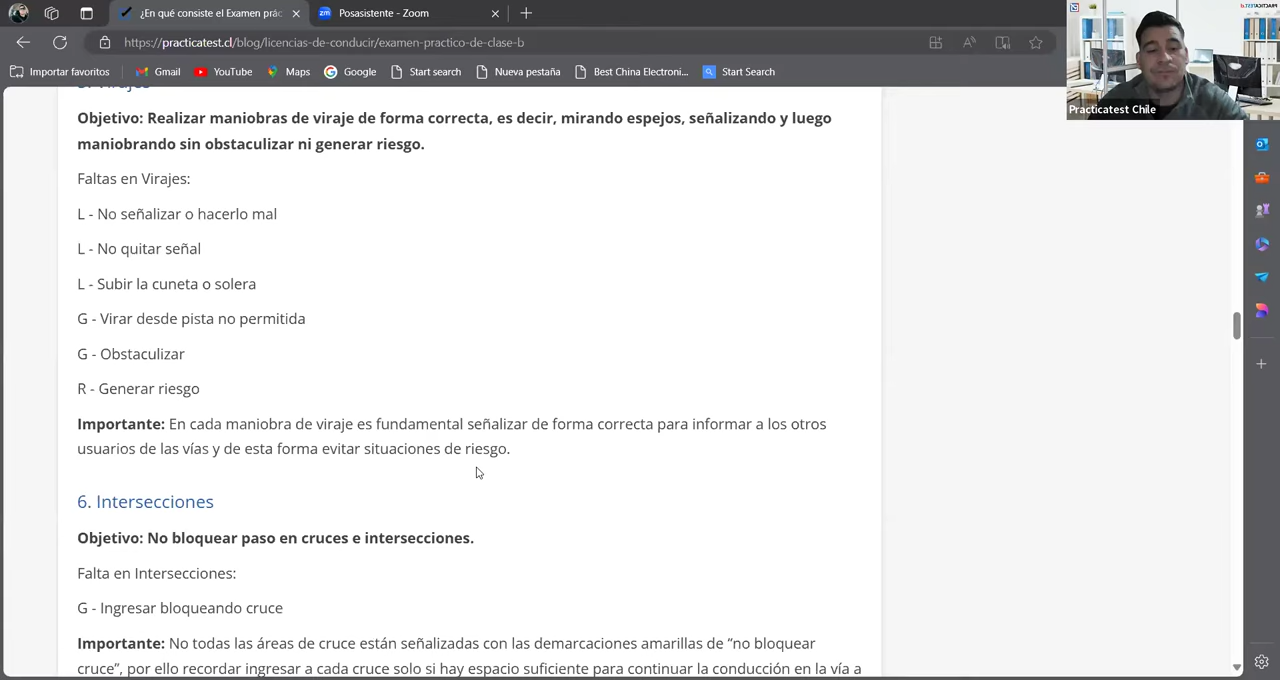 ¿En qué consiste el Examen prác
Posasistente - Zoom
https://practicatest.cl/blog/licencias-de-conducir/examen-practico-de-clase-b
Importar favoritos
Gmail
YouTube
Maps
Google
Start search
Nueva pestaña
Best China Electroni...
Start Search
Practicatest Chile
5. Virajes
Objetivo: Realizar maniobras de viraje de forma correcta, es decir, mirando espejos, señalizando y luego
maniobrando sin obstaculizar ni generar riesgo.
Faltas en Virajes:
L - No señalizar o hacerlo mal
L - No quitar señal
L - Subir la cuneta o solera
G - Virar desde pista no permitida
G - Obstaculizar
R - Generar riesgo
Importante: En cada maniobra de viraje es fundamental señalizar de forma correcta para informar a los otros
usuarios de las vías y de esta forma evitar situaciones de riesgo.
6. Intersecciones
Objetivo: No bloquear paso en cruces e intersecciones.
Falta en Intersecciones:
G - Ingresar bloqueando cruce
Importante: No todas las áreas de cruce están señalizadas con las demarcaciones amarillas de “no bloquear
cruce”, por ello recordar ingresar a cada cruce solo si hay espacio suficiente para continuar la conducción en la vía a